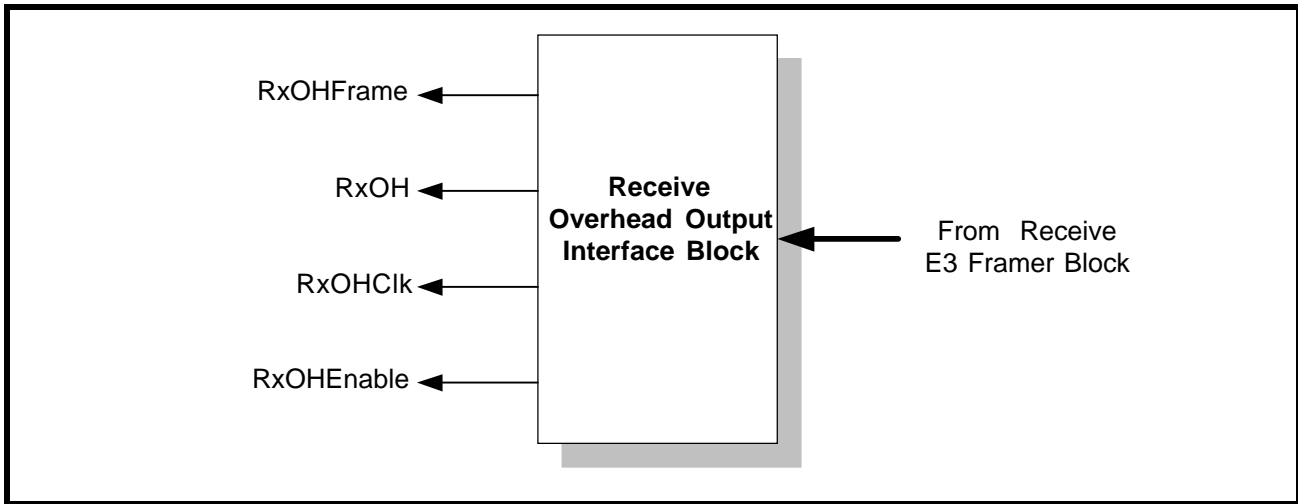 RxOHFrame
RxOH
RxOHClk
RxOHEnable
Receive
Overhead Output
Interface Block
From Receive
E3 Framer Block